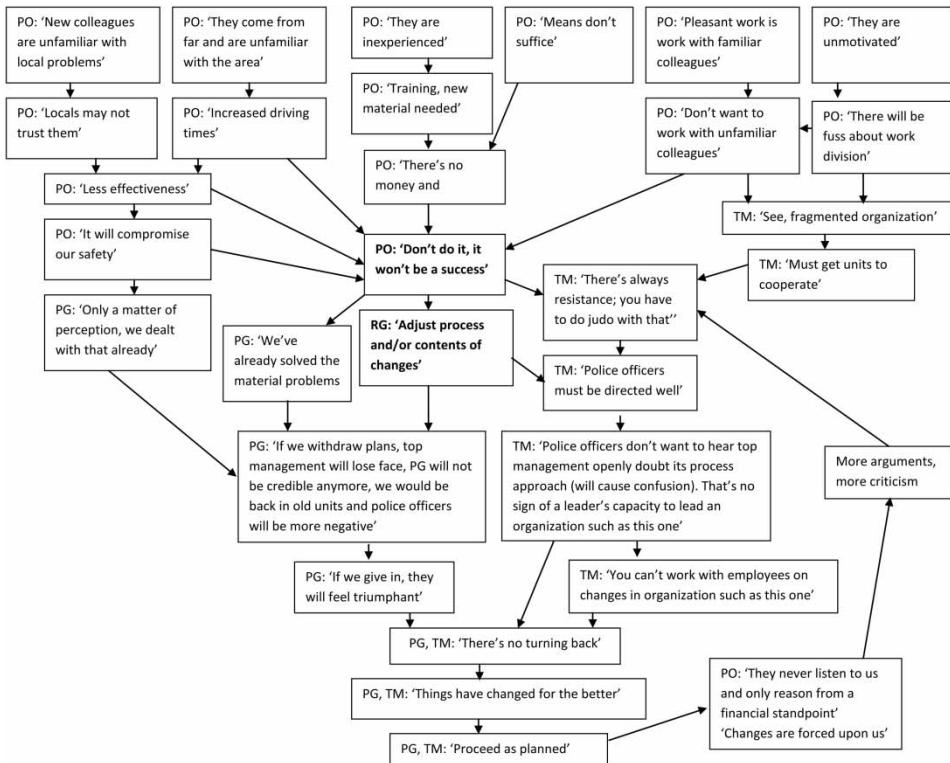 PO: ‘New colleagues
are unfamiliar with
local problems’
PO: ‘They come from
far and are unfamiliar
with the area’
PO: ‘They are
inexperienced’
PO: ‘Means don’t
suffice’
PO: ‘Pleasant work is
work with familiar
colleagues’
PO: ‘They are
unmotivated’
PO: ‘Locals may not
trust them’
PO: ‘Increased driving
times’
PO: ‘Training, new
material needed’
PO: ‘Don’t want to
work with unfamiliar
colleagues’
PO: ‘There will be
fuss about work
division’
PO: ‘Less effectiveness’
PO: ‘There’s no
money and
TM: ‘See, fragmented organization’
PO: ‘It will compromise
our safety’
PO: ‘Don’t do it, it
won’t be a success’
TM: ‘There’s always
resistance; you have
to do judo with that’’
TM: ‘Must get units to
cooperate’
PG: ‘Only a matter of
perception, we dealt
with that already’
PG: ‘We’ve
already solved the
material problems
RG: ‘Adjust process
and/or contents of
changes’
TM: ‘Police officers
must be directed well’
PG: ‘If we withdraw plans, top
management will lose face, PG will not
be credible anymore, we would be
back in old units and police officers
will be more negative’
TM: ‘Police officers don’t want to hear top
management openly doubt its process
approach (will cause confusion). That’s no
sign of a leader’s capacity to lead an
organization such as this one’
More arguments,
more criticism
PG: ‘If we give in, they
will feel triumphant’
TM: ‘You can’t work with employees on
changes in organization such as this one’
PG, TM: ‘There’s no turning back’
PG, TM: ‘Things have changed for the better’
PO: ‘They never listen to us
and only reason from a
financial standpoint’
‘Changes are forced upon us’
PG, TM: ‘Proceed as planned’